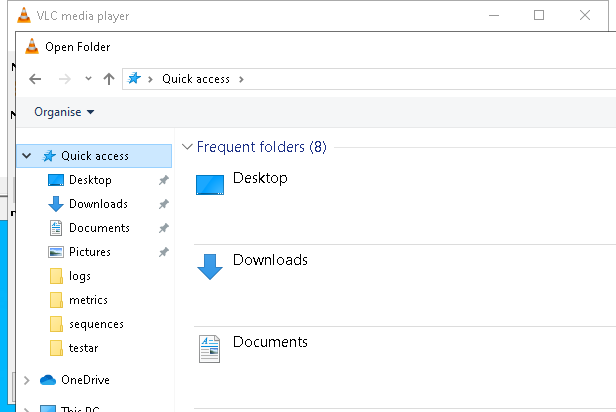 VLC media player
Open Folder
Quick access
Organise
Quick access
Frequent folders (8)
Desktop
Desktop
Downloads
Downloads
Documents
Documents
Pictures
logs
metrics
sequences
testar
OneDrive
This PC